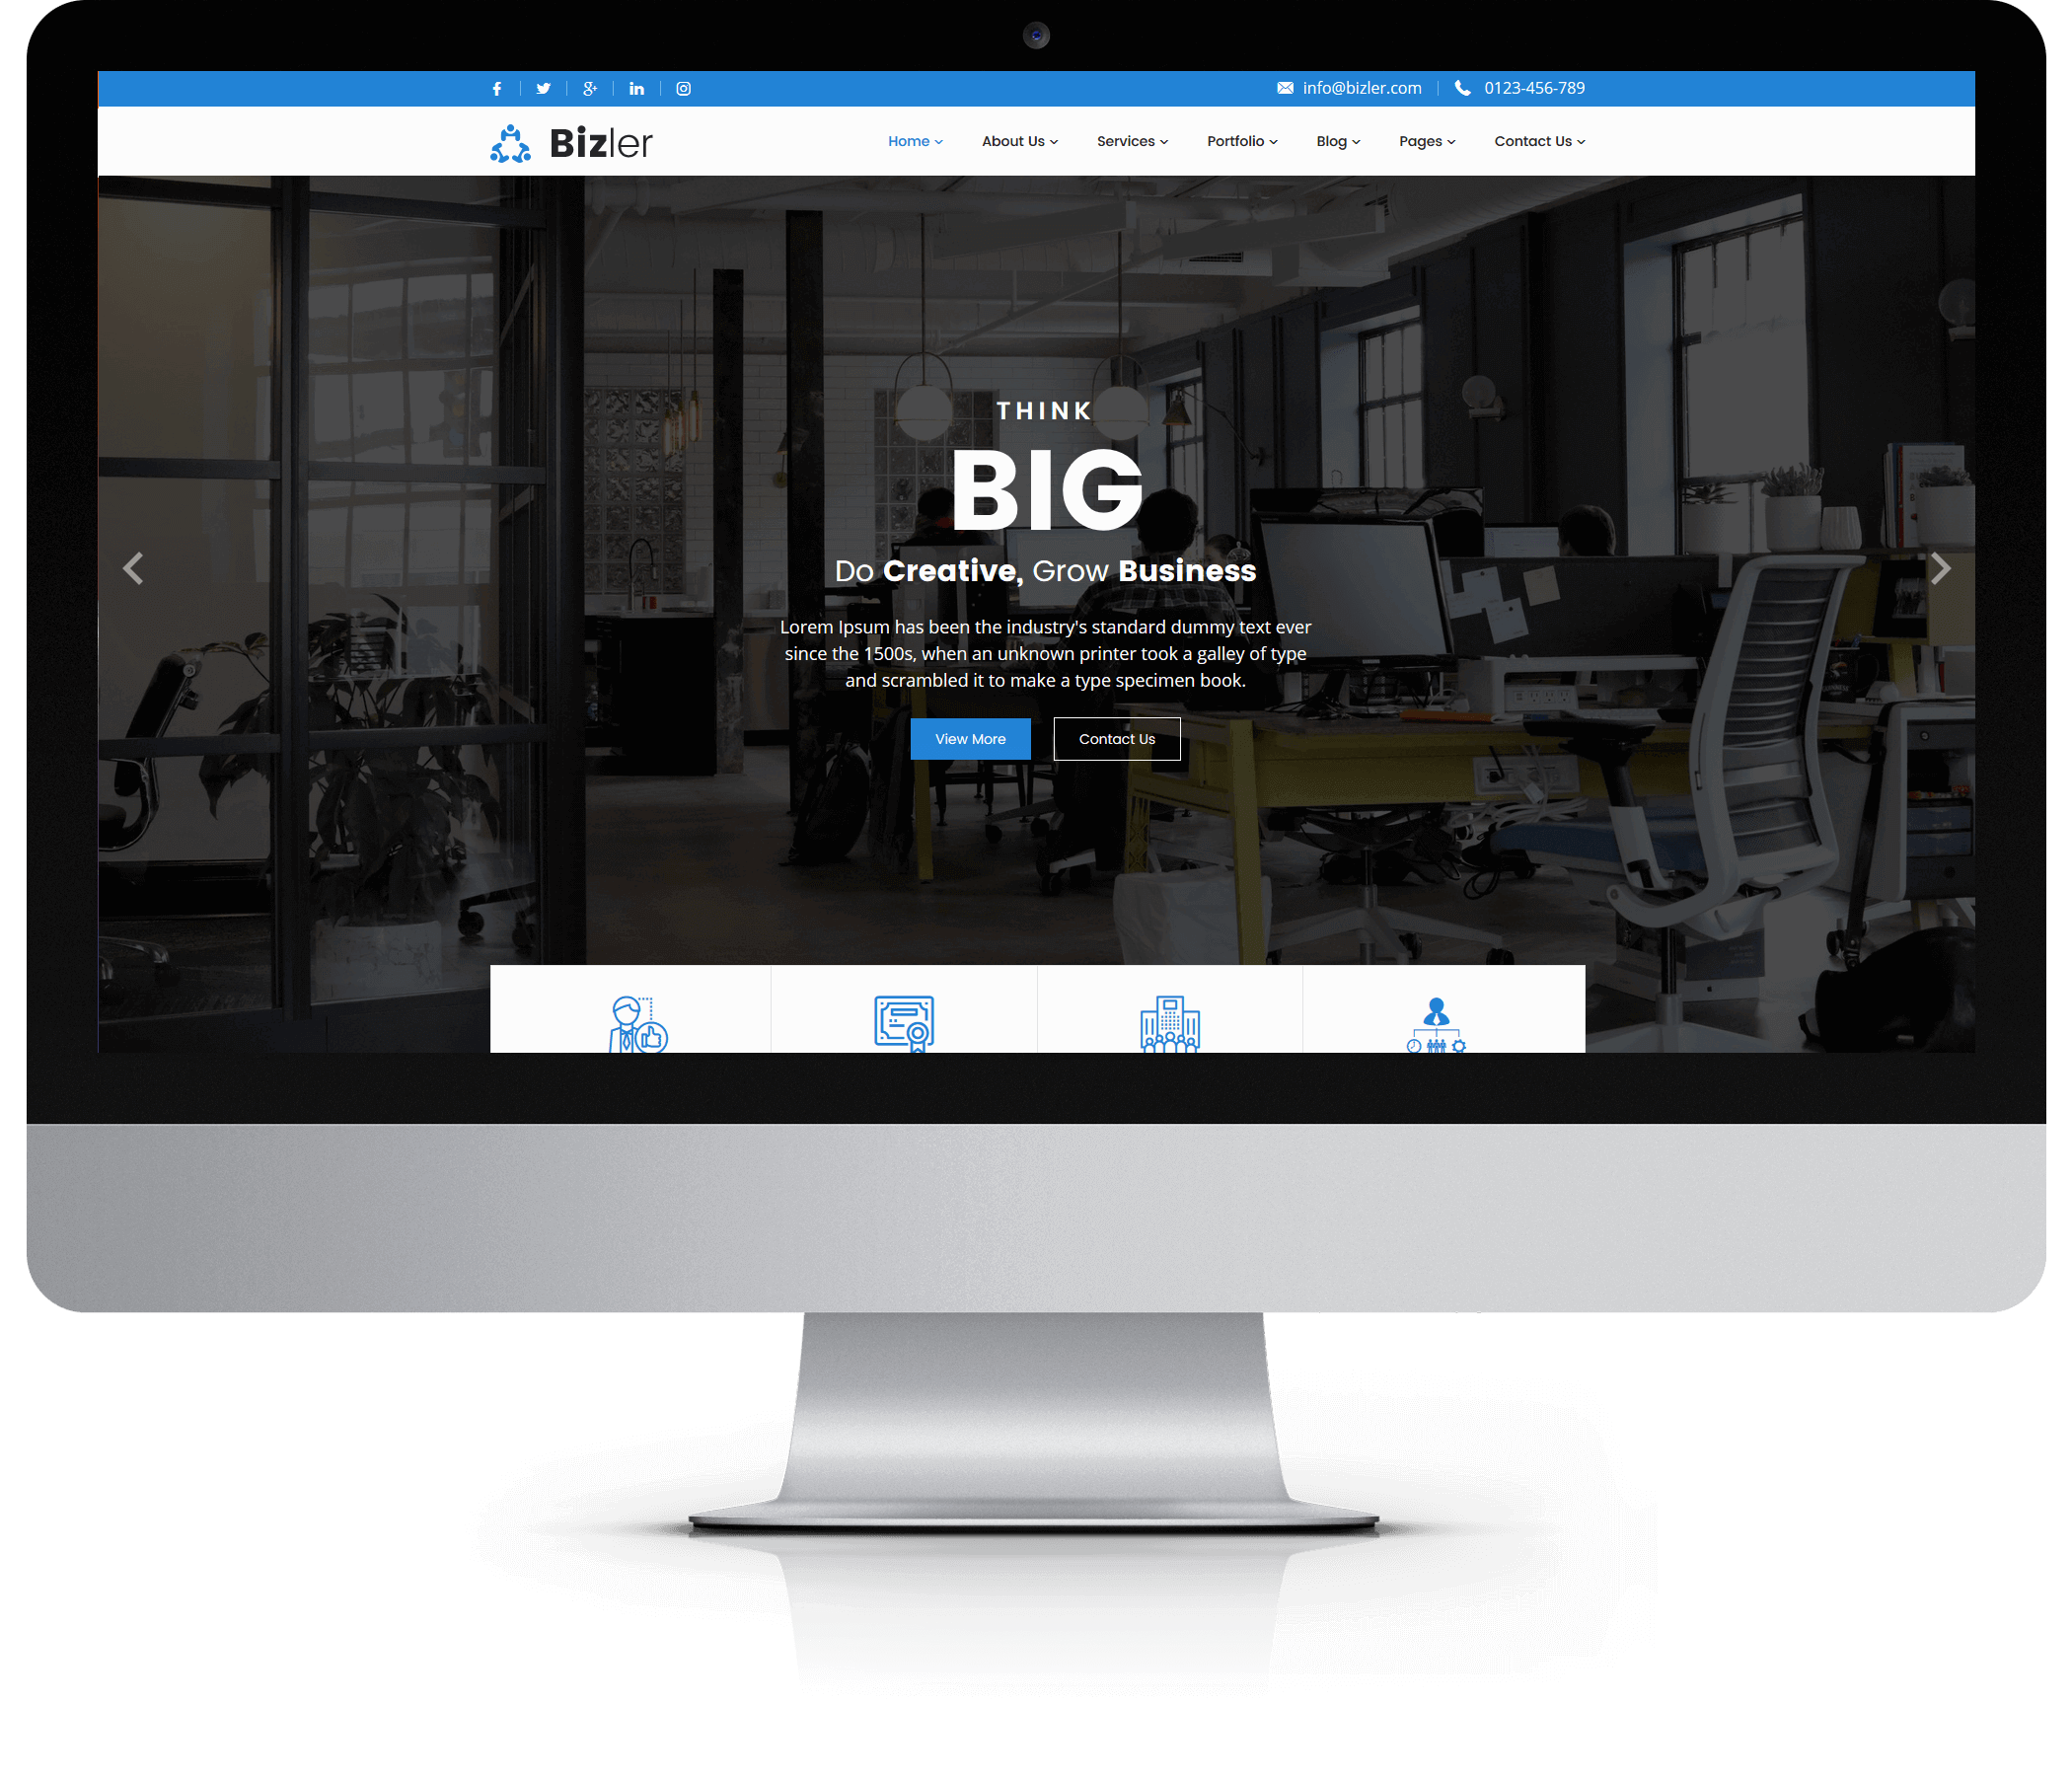 info@bizler.com 0123-456-789
Bizler
Home About Us Services Portfolio Blog Pages Contact Us
THINK
BIG
Do Creative, Grow Business
Lorem Ipsum has been the industry's standard dummy text ever
since the 1500s, when an unknown printer took a galley of type
and scrambled it to make a type specimen book.
View More Contact Us